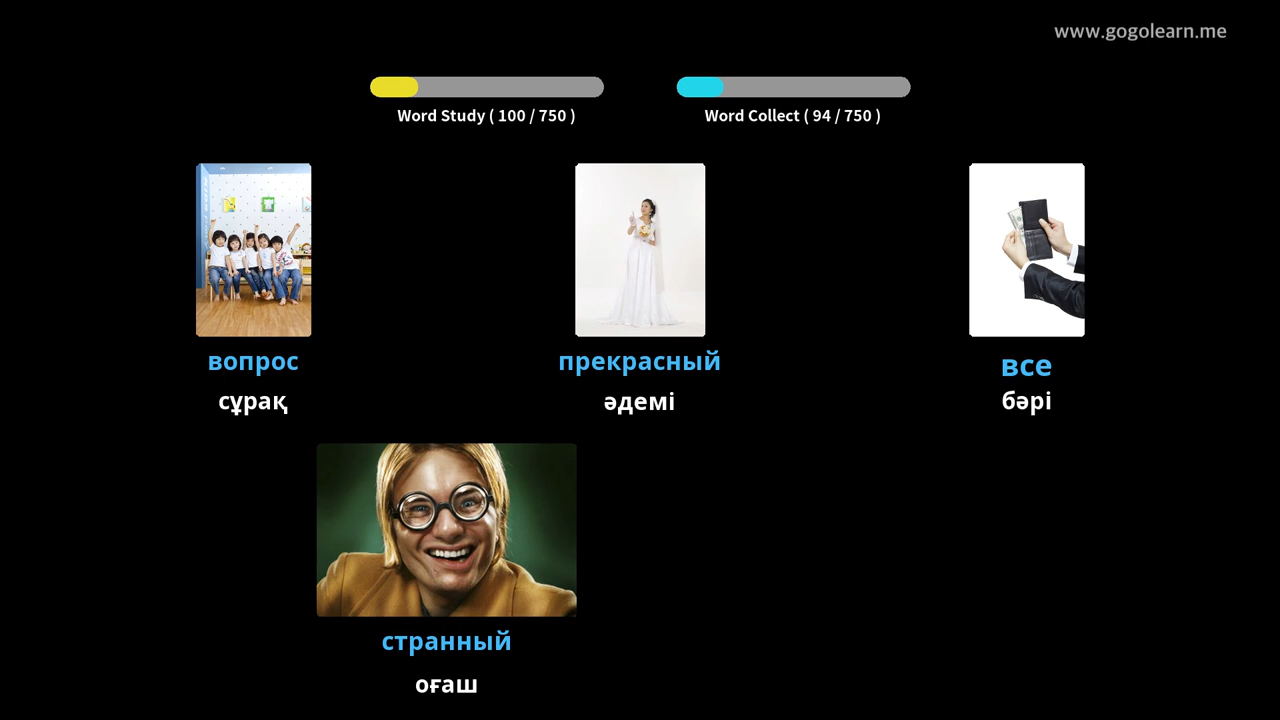 www.gogolearn.me
Word Study ( 100 / 750 )
Word Collect ( 94 / 750 )
вопрос
сұрақ
прекрасный
әдемі
все
бәрі
странный
оғаш